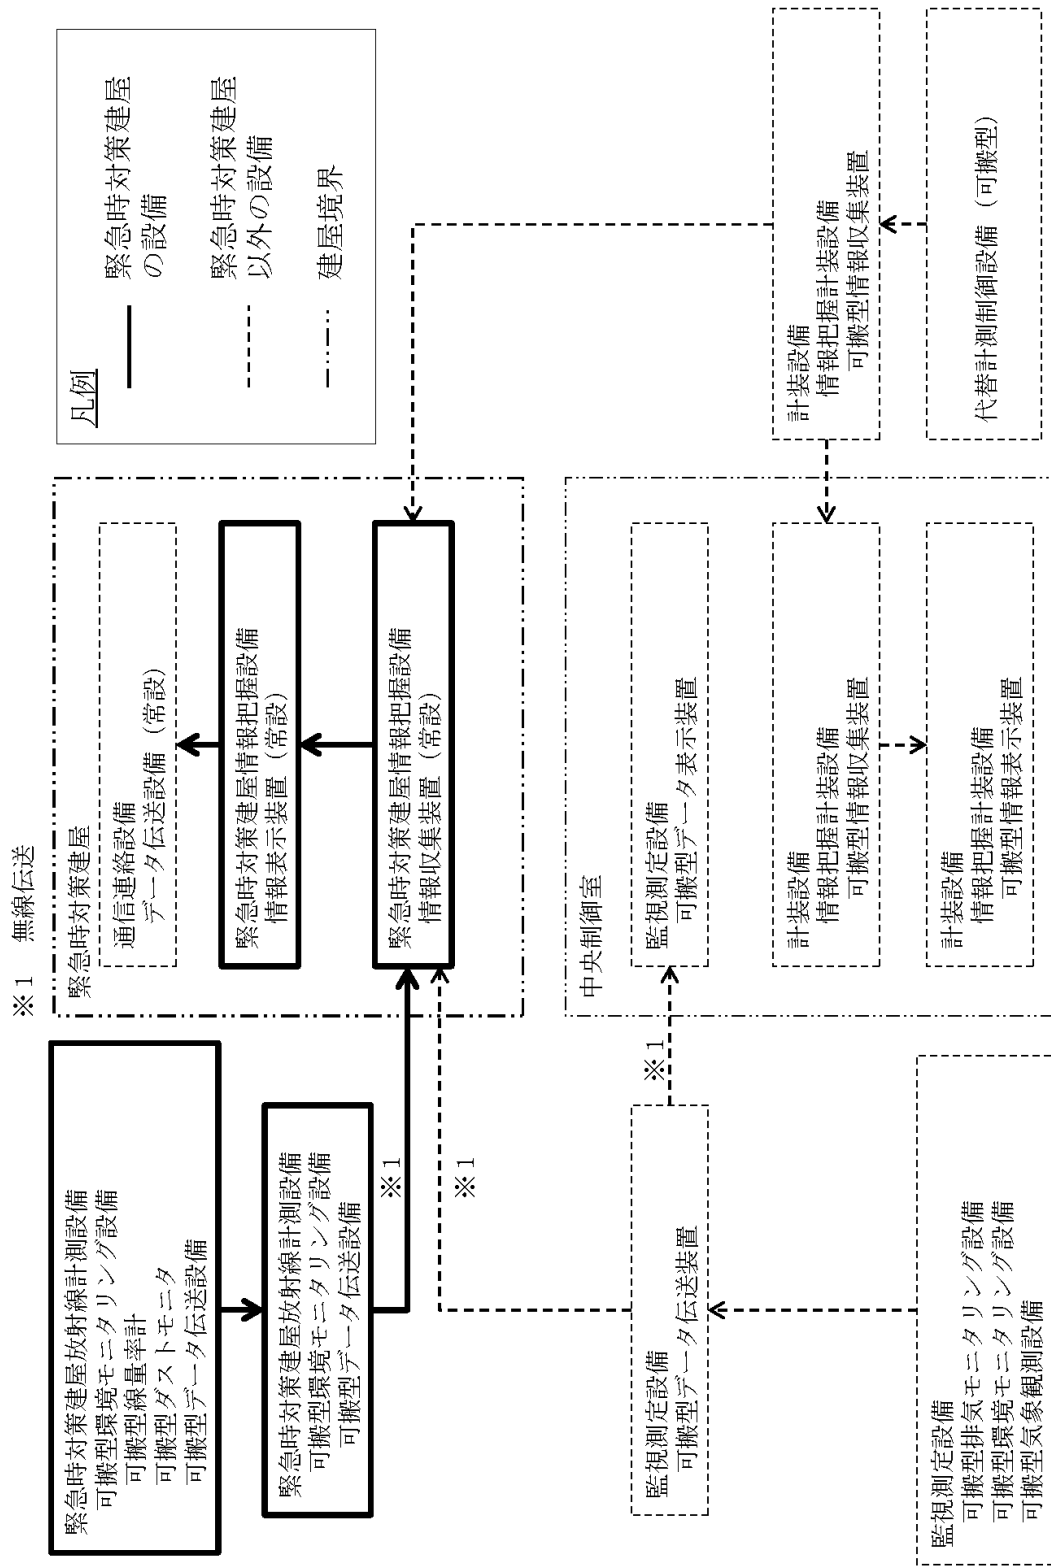 ※1　無線伝送
緊急時対策建屋放射線計測設備
可搬型環境モニタリング設備
可搬型線量率計
可搬型ダストモニタ
可搬型データ伝送設備
緊急時対策建屋放射線計測設備
可搬型環境モニタリング設備
可搬型データ伝送設備
※1
※1
監視測定設備
可搬型データ伝送装置
※1
監視測定設備
可搬型排気モニタリング設備
可搬型環境モニタリング設備
可搬型気象観測設備
緊急時対策建屋
通信連絡設備
データ伝送設備（常設）
緊急時対策建屋情報把握設備
情報表示装置（常設）
緊急時対策建屋情報把握設備
情報収集装置（常設）
中央制御室
監視測定設備
可搬型データ表示装置
計装設備
情報把握計装設備
可搬型情報収集装置
計装設備
情報把握計装設備
可搬型情報表示装置
凡例
緊急時対策建屋
の設備
緊急時対策建屋
以外の設備
建屋境界
計装設備
情報把握計装設備
可搬型情報収集装置
代替計測制御設備（可搬型）